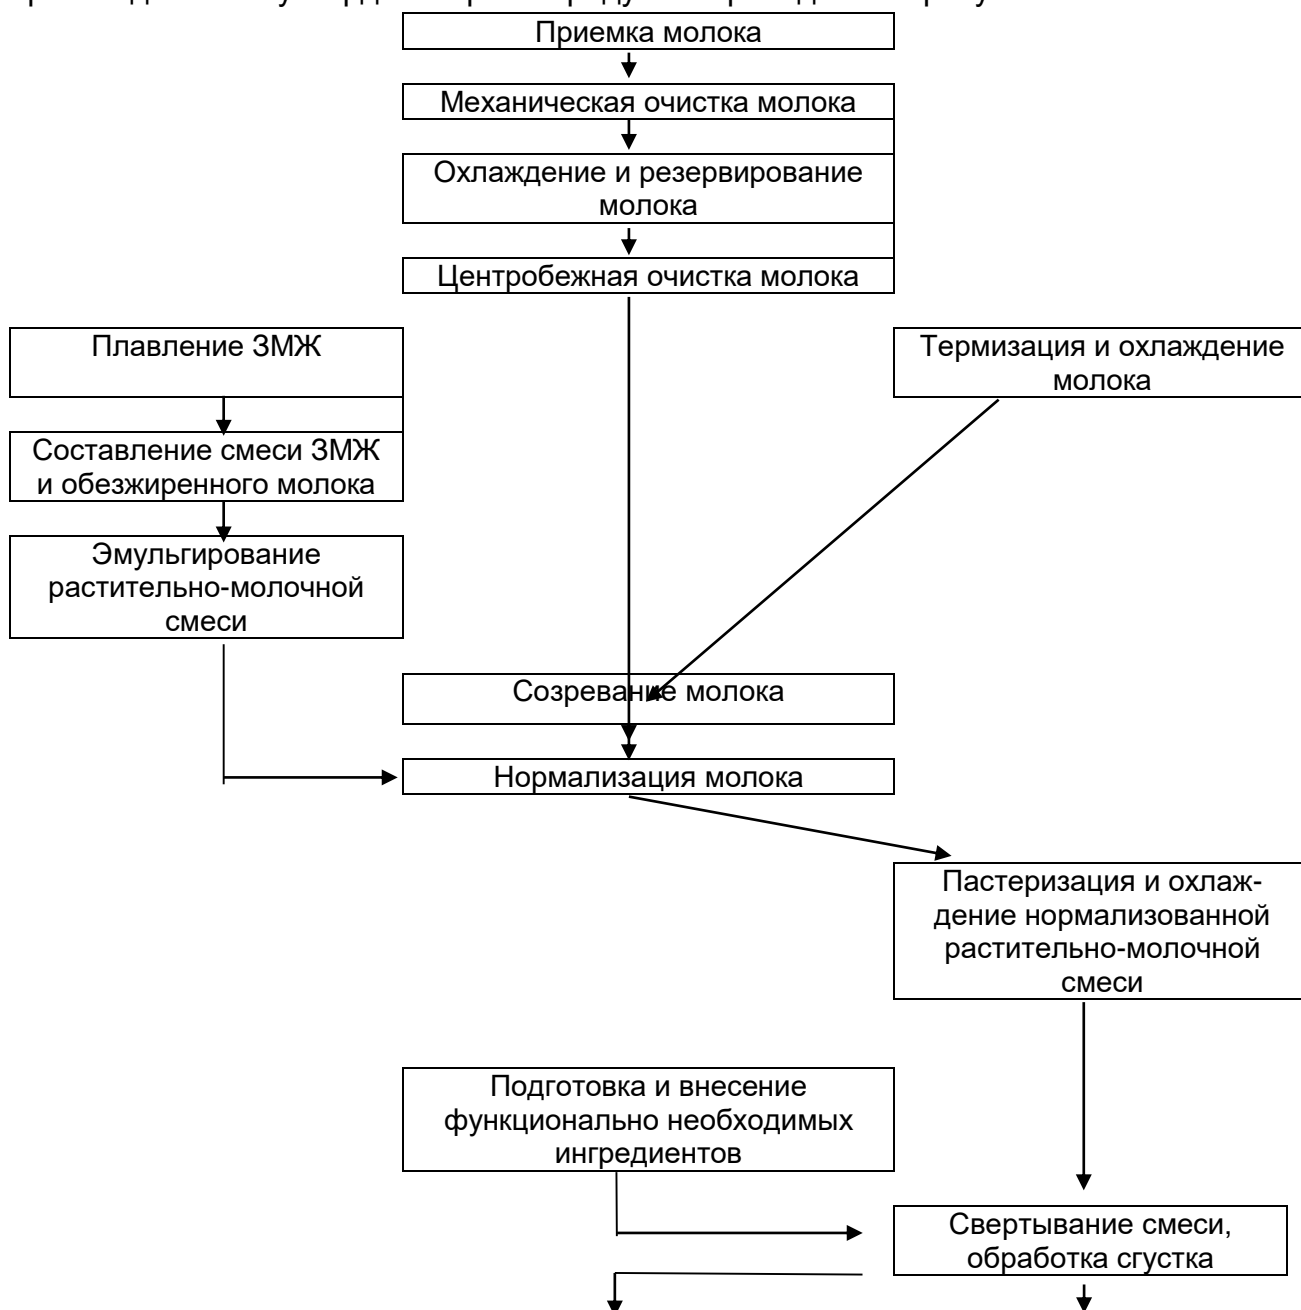 Приемка молока
Механическая очистка молока
Охлаждение и резервирование
молока
Центробежная очистка молока
Плавление ЗМЖ
Термизация и охлаждение
молока
Составление смеси ЗМЖ
и обезжиренного молока
Эмульгирование
растительно-молочной
смеси
Созревание молока
Нормализация молока
Пастеризация и охлаж-
дение нормализованной
растительно-молочной
смеси
Подготовка и внесение
функционально необходимых
ингредиентов
Свертывание смеси,
обработка сгустка